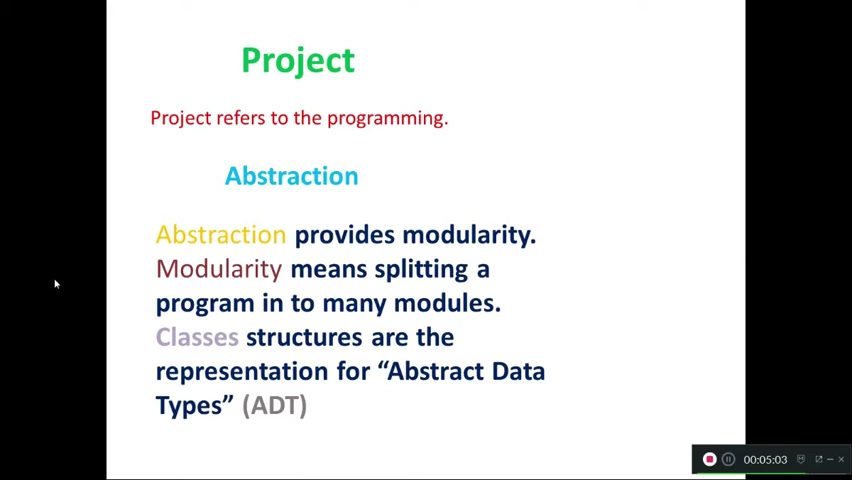 Project
Project refers to the programming.
Abstraction
Abstraction provides modularity.
Modularity means splitting a
program in to many modules.
Classes structures are the
representation for “Abstract Data
Types” (ADT)
00:05:03